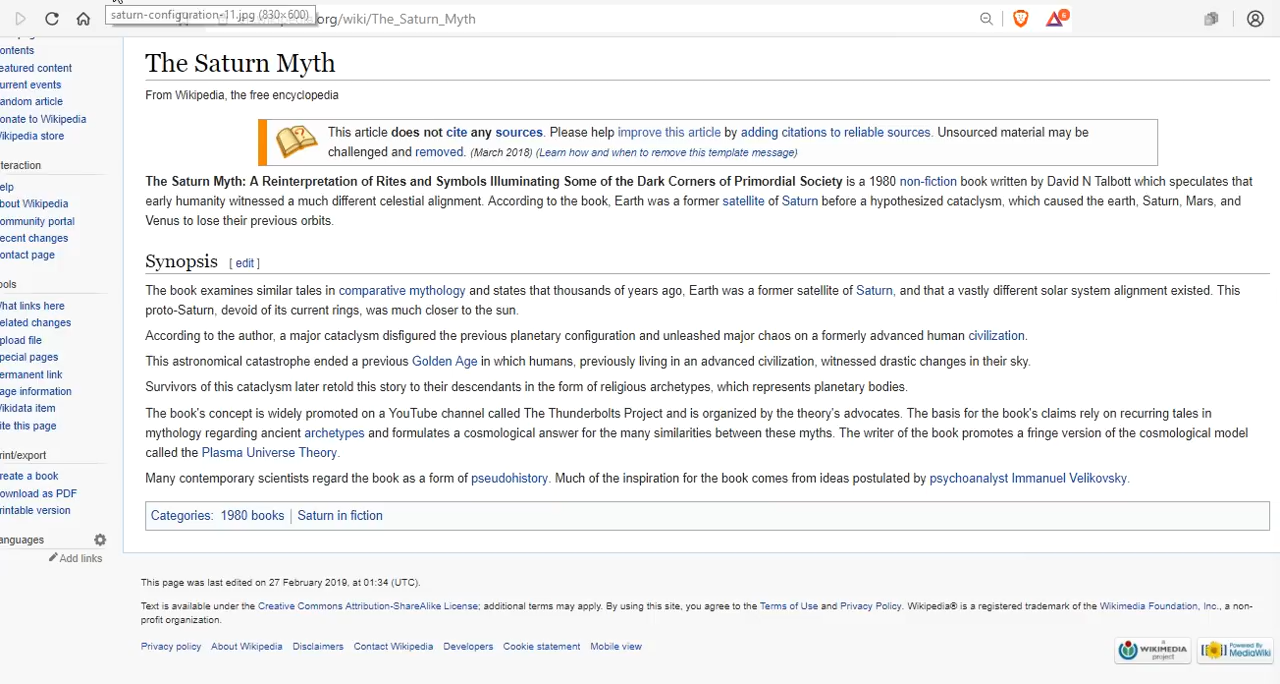 saturn-configuration-11.jpg (830×600)
org/wiki/The_Saturn_Myth
6
ontents
eatured content
urrent events
andom article
onate to Wikipedia
ikipedia store
nteraction
elp
bout Wikipedia
ommunity portal
ecent changes
ontact page
ools
hat links here
elated changes
pload file
pecial pages
ermanent link
age information
ikidata item
ite this page
rint/export
reate a book
ownload as PDF
rintable version
anguages
Add links
The Saturn Myth
From Wikipedia, the free encyclopedia
This article does not cite any sources. Please help improve this article by adding citations to reliable sources. Unsourced material may be
challenged and removed. (March 2018) (Learn how and when to remove this template message)
The Saturn Myth: A Reinterpretation of Rites and Symbols Illuminating Some of the Dark Corners of Primordial Society is a 1980 non-fiction book written by David N Talbott which speculates that
early humanity witnessed a much different celestial alignment. According to the book, Earth was a former satellite of Saturn before a hypothesized cataclysm, which caused the earth, Saturn, Mars, and
Venus to lose their previous orbits.
Synopsis [ edit ]
The book examines similar tales in comparative mythology and states that thousands of years ago, Earth was a former satellite of Saturn, and that a vastly different solar system alignment existed. This
proto-Saturn, devoid of its current rings, was much closer to the sun.
According to the author, a major cataclysm disfigured the previous planetary configuration and unleashed major chaos on a formerly advanced human civilization.
This astronomical catastrophe ended a previous Golden Age in which humans, previously living in an advanced civilization, witnessed drastic changes in their sky.
Survivors of this cataclysm later retold this story to their descendants in the form of religious archetypes, which represents planetary bodies.
The book's concept is widely promoted on a YouTube channel called The Thunderbolts Project and is organized by the theory's advocates. The basis for the book's claims rely on recurring tales in
mythology regarding ancient archetypes and formulates a cosmological answer for the many similarities between these myths. The writer of the book promotes a fringe version of the cosmological model
called the Plasma Universe Theory.
Many contemporary scientists regard the book as a form of pseudohistory. Much of the inspiration for the book comes from ideas postulated by psychoanalyst Immanuel Velikovsky.
Categories: 1980 books | Saturn in fiction
This page was last edited on 27 February 2019, at 01:34 (UTC).
Text is available under the Creative Commons Attribution-ShareAlike License; additional terms may apply. By using this site, you agree to the Terms of Use and Privacy Policy. Wikipedia® is a registered trademark of the Wikimedia Foundation, Inc., a non-
profit organization.
Privacy policy About Wikipedia Disclaimers Contact Wikipedia Developers Cookie statement Mobile view
A WIKIMEDIA project
Powered By MediaWiki